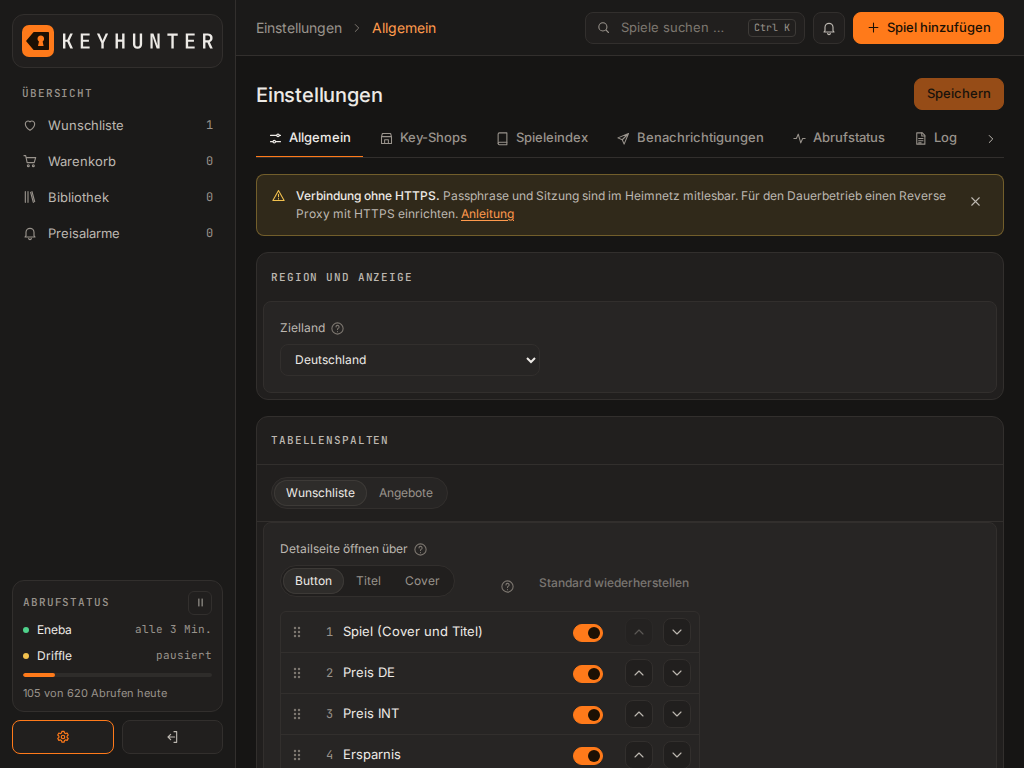 KEYHUNTER
Einstellungen > Allgemein
Spiele suchen ... Ctrl K
Spiel hinzufügen
ÜBERSICHT
Wunschliste 1
Warenkorb 0
Bibliothek 0
Preisalarme 0
ABRUFSTATUS
Eneba alle 3 Min.
Driffle pausiert
105 von 620 Abrufen heute
Einstellungen
Speichern
Allgemein Key-Shops Spieleindex Benachrichtigungen Abrufstatus Log
Verbindung ohne HTTPS. Passphrase und Sitzung sind im Heimnetz mitlesbar. Für den Dauerbetrieb einen Reverse
Proxy mit HTTPS einrichten. Anleitung
REGION UND ANZEIGE
Zielland
Deutschland
TABELLENSPALTEN
Wunschliste Angebote
Detailseite öffnen über
Button Titel Cover
Standard wiederherstellen
1 Spiel (Cover und Titel)
2 Preis DE
3 Preis INT
4 Ersparnis